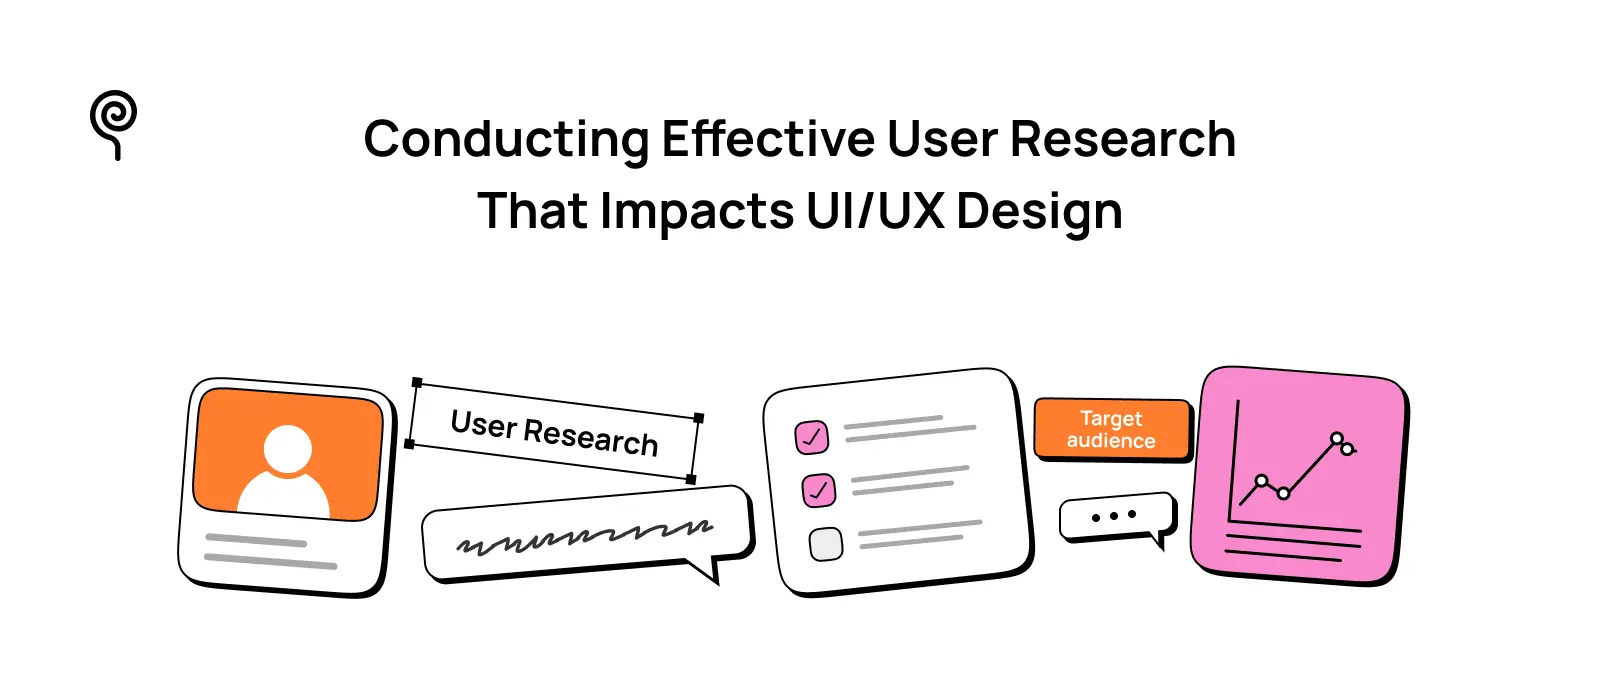 Conducting Effective User Research
That Impacts UI/UX Design
User Research
Target
audience